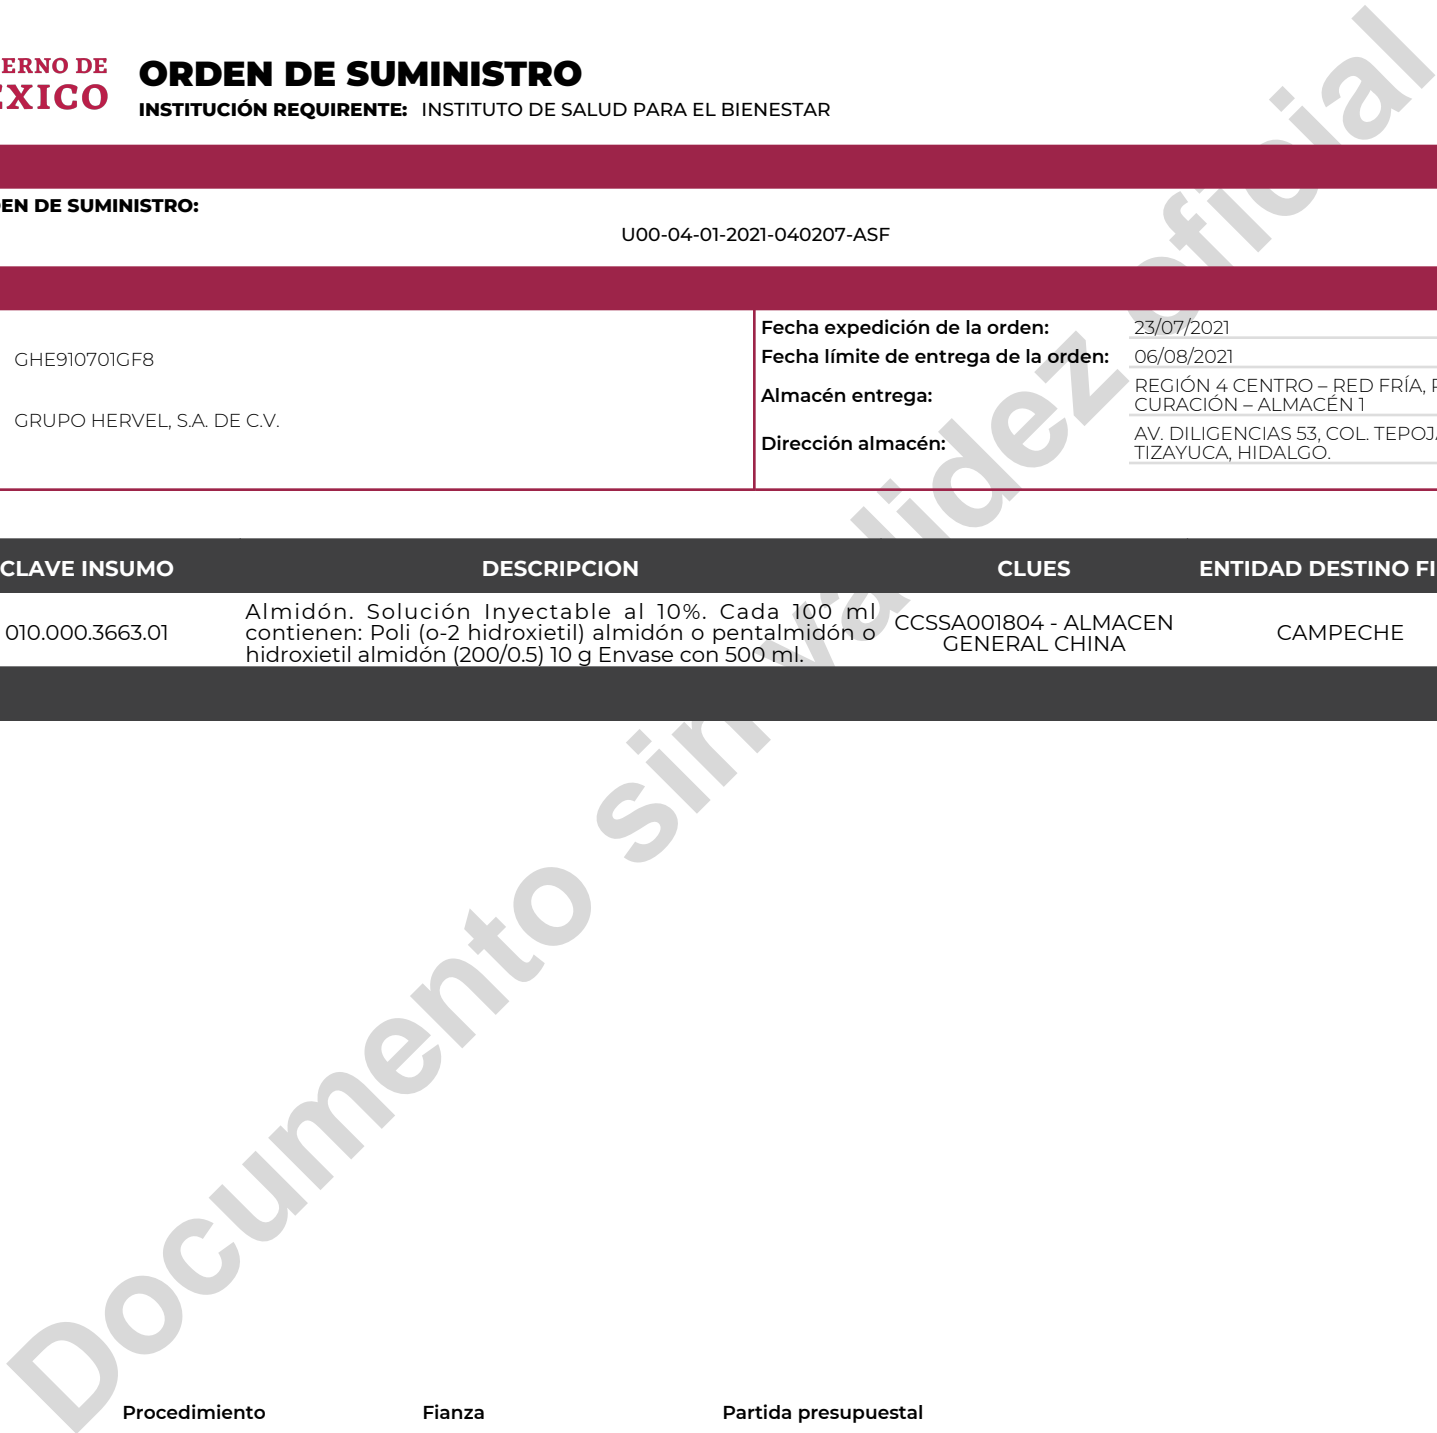 ERNO DE
EXICO
ORDEN DE SUMINISTRO
INSTITUCIÓN REQUIRENTE: INSTITUTO DE SALUD PARA EL BIENESTAR
EN DE SUMINISTRO:
U00-04-01-2021-040207-ASF
GHE910701GF8
GRUPO HERVEL, S.A. DE C.V.
Fecha expedición de la orden: 23/07/2021
Fecha límite de entrega de la orden: 06/08/2021
Almacén entrega: REGIÓN 4 CENTRO – RED FRÍA,
CURACIÓN – ALMACÉN 1
Dirección almacén: AV. DILIGENCIAS 53, COL. TEPOJ
TIZAYUCA, HIDALGO.
CLAVE INSUMO DESCRIPCION CLUES ENTIDAD DESTINO FI
010.000.3663.01
Almidón. Solución Inyectable al 10%. Cada 100 ml
contienen: Poli (o-2 hidroxietil) almidón o pentalmidón o
hidroxietil almidón (200/0.5) 10 g Envase con 500 ml.
CCSSA001804 - ALMACEN
GENERAL CHINA
CAMPECHE
Documento sin validez oficial
Procedimiento Fianza Partida presupuestal